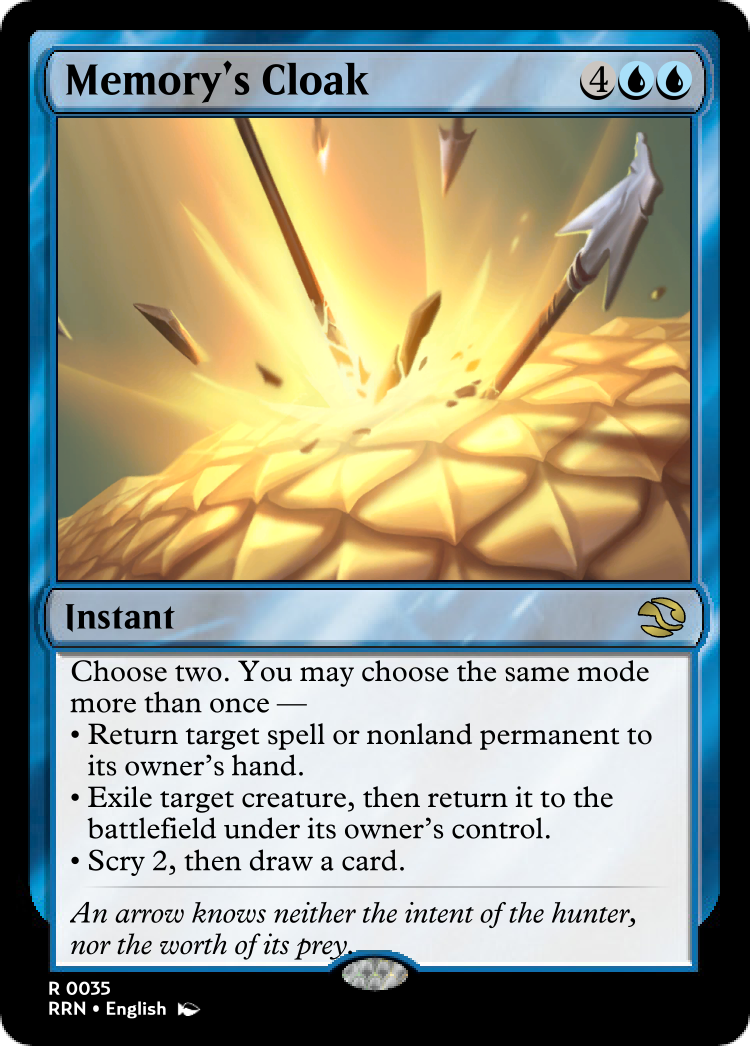 Memory's Cloak 4
Instant
Choose two. You may choose the same mode
more than once —
• Return target spell or nonland permanent to
its owner's hand.
• Exile target creature, then return it to the
battlefield under its owner's control.
• Scry 2, then draw a card.
An arrow knows neither the intent of the hunter,
nor the worth of its prey.
R 0035
RRN • English